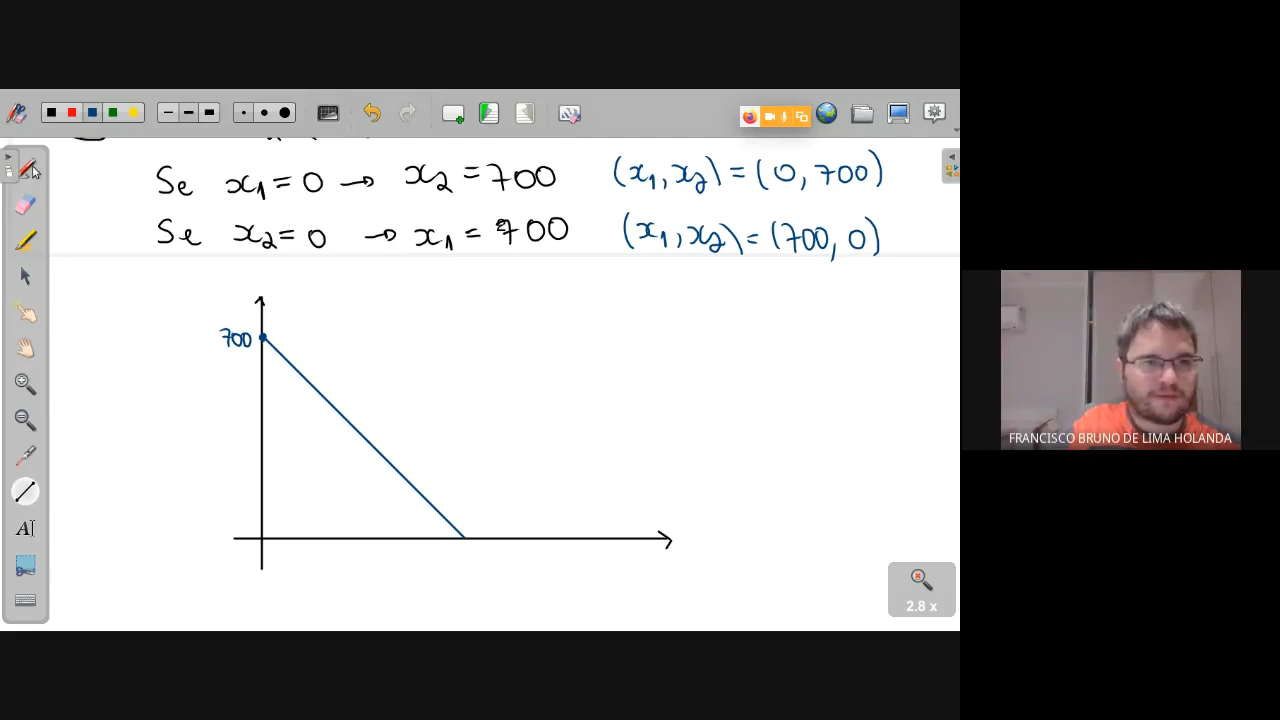 Se x₁ = 0 → x₂ = 700 (x₁, x₂) = (0, 700)
Se x₂ = 0 → x₁ = 700 (x₁, x₂) = (700, 0)
700
FRANCISCO BRUNO DE LIMA HOLANDA
A
2.8 x